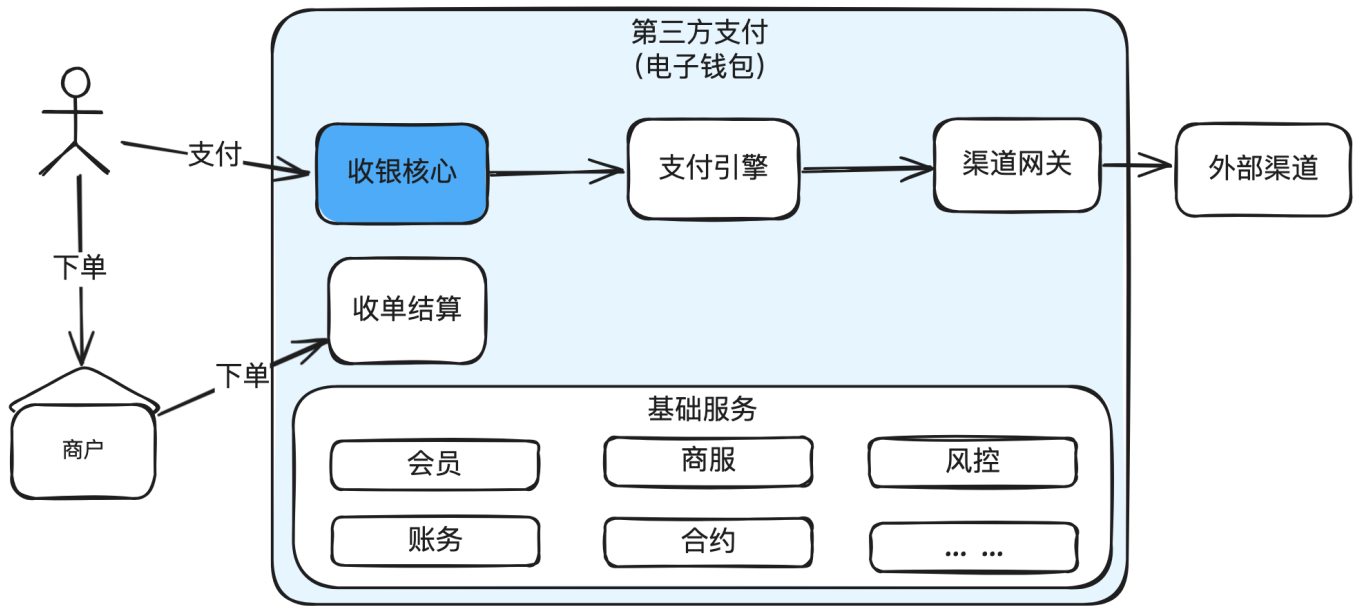 第三方支付
（电子钱包）
支付
收银核心
支付引擎
渠道网关
外部渠道
下单
收单结算
下单
商户
基础服务
会员
商服
风控
账务
合约
... ...